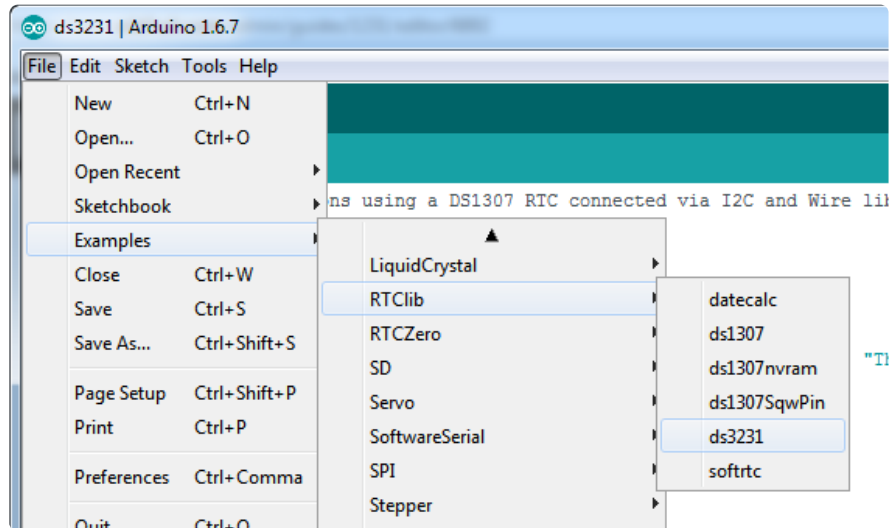 ds3231 | Arduino 1.6.7
File Edit Sketch Tools Help
New Ctrl+N
Open... Ctrl+O
Open Recent
Sketchbook
Examples
Close Ctrl+W
Save Ctrl+S
Save As... Ctrl+Shift+S
Page Setup Ctrl+Shift+P
Print Ctrl+P
Preferences Ctrl+Comma
Quit Ctrl+Q
ns using a DS1307 RTC connected via I2C and Wire lib
LiquidCrystal
RTClib
RTCZero
SD
Servo
SoftwareSerial
SPI
Stepper
datecalc
ds1307
ds1307nvram
ds1307SqwPin
ds3231
softrtc
"Th